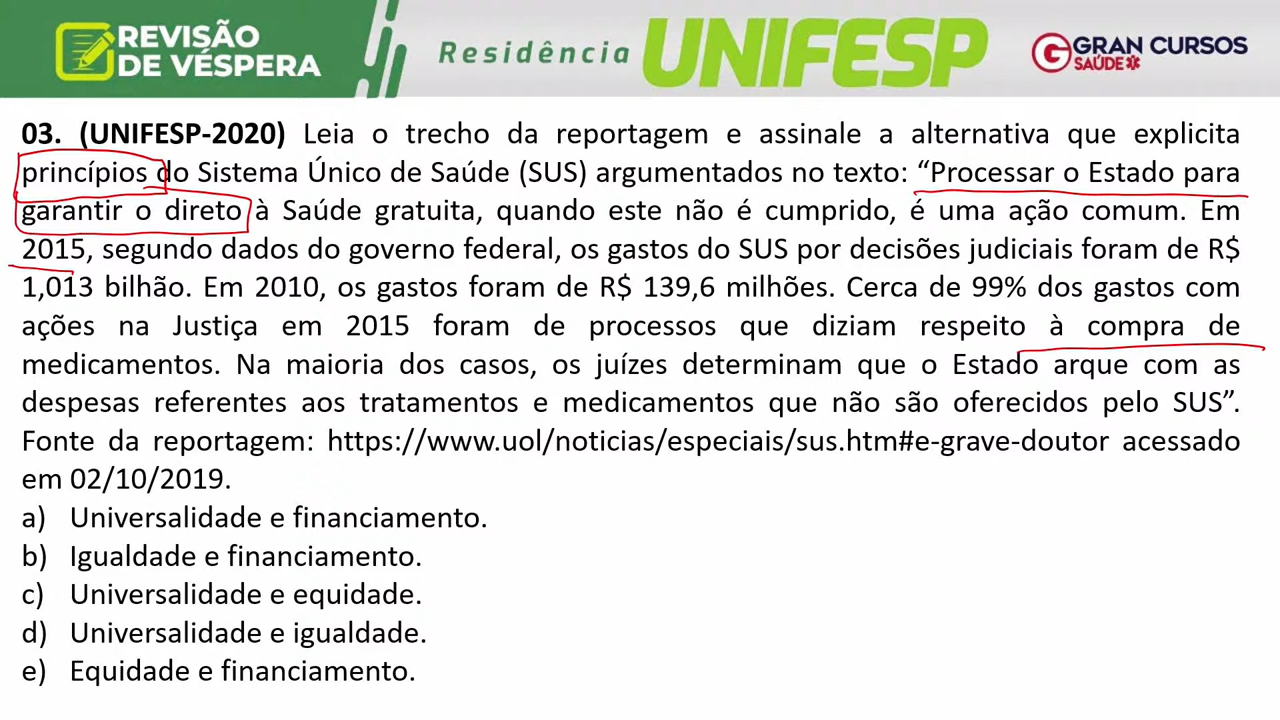 REVISÃO
DE VÉSPERA
Residência
UNIFESP
GRAN CURSOS
SAÚDE
03. (UNIFESP-2020) Leia o trecho da reportagem e assinale a alternativa que explicita
princípios do Sistema Único de Saúde (SUS) argumentados no texto: “Processar o Estado para
garantir o direto à Saúde gratuita, quando este não é cumprido, é uma ação comum. Em
2015, segundo dados do governo federal, os gastos do SUS por decisões judiciais foram de R$
1,013 bilhão. Em 2010, os gastos foram de R$ 139,6 milhões. Cerca de 99% dos gastos com
ações na Justiça em 2015 foram de processos que diziam respeito à compra de
medicamentos. Na maioria dos casos, os juízes determinam que o Estado arque com as
despesas referentes aos tratamentos e medicamentos que não são oferecidos pelo SUS”.
Fonte da reportagem: https://www.uol/noticias/especiais/sus.htm#e-grave-doutor acessado
em 02/10/2019.
a) Universalidade e financiamento.
b) Igualdade e financiamento.
c) Universalidade e equidade.
d) Universalidade e igualdade.
e) Equidade e financiamento.